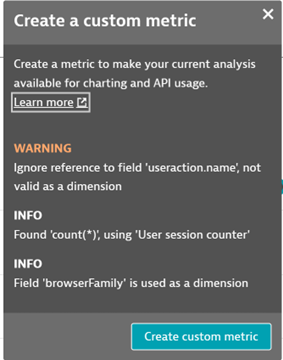 Create a custom metric
Create a metric to make your current analysis
available for charting and API usage.
Learn more
WARNING
Ignore reference to field 'useraction.name', not
valid as a dimension
INFO
Found 'count(*)', using 'User session counter'
INFO
Field 'browserFamily' is used as a dimension
Create custom metric